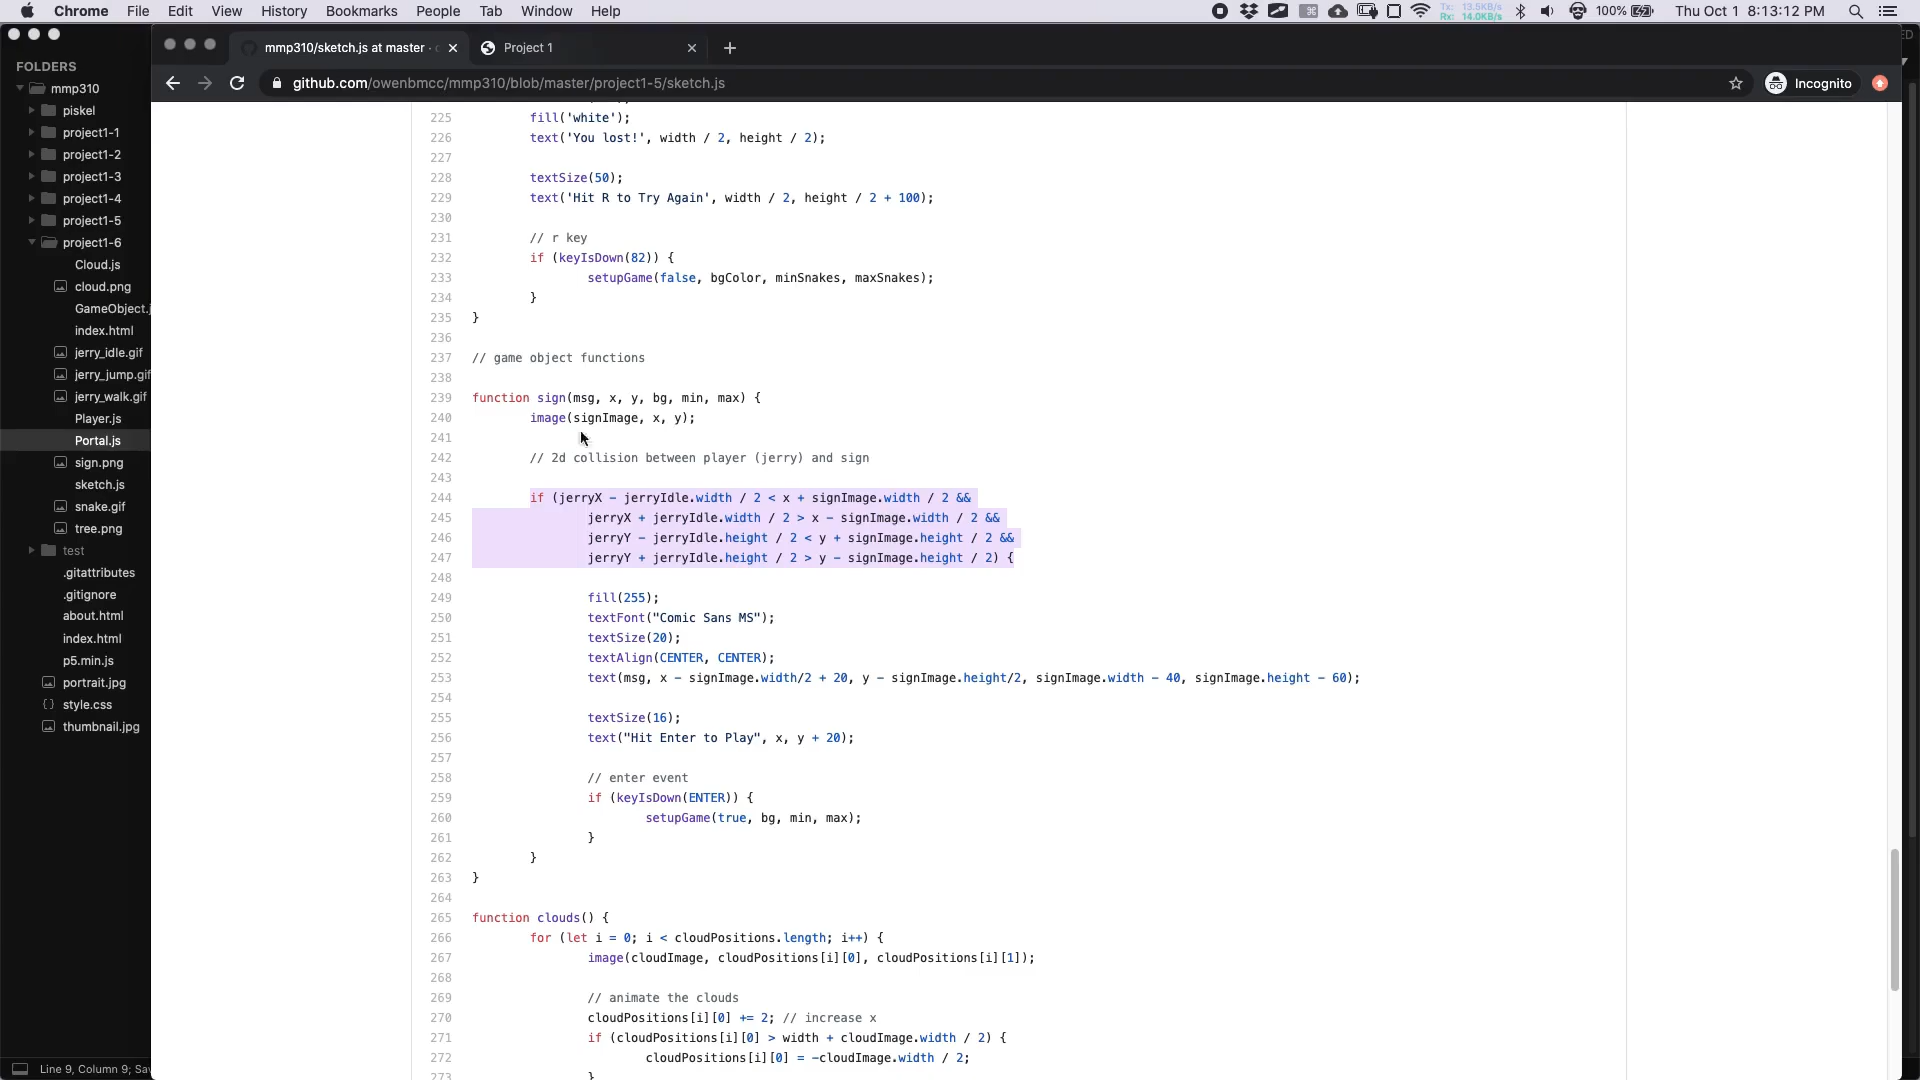 Chrome File Edit View History Bookmarks People Tab Window Help
Tx: 13.5KB/s
Rx: 14.0KB/s
100%
Thu Oct 1 8:13:12 PM
mmp310/sketch.js at master ·
Project 1
github.com/owenbmcc/mmp310/blob/master/project1-5/sketch.js
Incognito
FOLDERS
mmp310
piskel
project1-1
project1-2
project1-3
project1-4
project1-5
project1-6
Cloud.js
cloud.png
GameObject.j
index.html
jerry_idle.gif
jerry_jump.gif
jerry_walk.gif
Player.js
Portal.js
sign.png
sketch.js
snake.gif
tree.png
test
.gitattributes
.gitignore
about.html
index.html
p5.min.js
portrait.jpg
style.css
thumbnail.jpg
Line 9, Column 9; Sav
225 fill('white');
226 text('You lost!', width / 2, height / 2);
227
228 textSize(50);
229 text('Hit R to Try Again', width / 2, height / 2 + 100);
230
231 // r key
232 if (keyIsDown(82)) {
233 setupGame(false, bgColor, minSnakes, maxSnakes);
234 }
235 }
236
237 // game object functions
238
239 function sign(msg, x, y, bg, min, max) {
240 image(signImage, x, y);
241
242 // 2d collision between player (jerry) and sign
243
244 if (jerryX - jerryIdle.width / 2 < x + signImage.width / 2 &&
245 jerryX + jerryIdle.width / 2 > x - signImage.width / 2 &&
246 jerryY - jerryIdle.height / 2 < y + signImage.height / 2 &&
247 jerryY + jerryIdle.height / 2 > y - signImage.height / 2) {
248
249 fill(255);
250 textFont("Comic Sans MS");
251 textSize(20);
252 textAlign(CENTER, CENTER);
253 text(msg, x - signImage.width/2 + 20, y - signImage.height/2, signImage.width - 40, signImage.height - 60);
254
255 textSize(16);
256 text("Hit Enter to Play", x, y + 20);
257
258 // enter event
259 if (keyIsDown(ENTER)) {
260 setupGame(true, bg, min, max);
261 }
262 }
263 }
264
265 function clouds() {
266 for (let i = 0; i < cloudPositions.length; i++) {
267 image(cloudImage, cloudPositions[i][0], cloudPositions[i][1]);
268
269 // animate the clouds
270 cloudPositions[i][0] += 2; // increase x
271 if (cloudPositions[i][0] > width + cloudImage.width / 2) {
272 cloudPositions[i][0] = -cloudImage.width / 2;
273 }